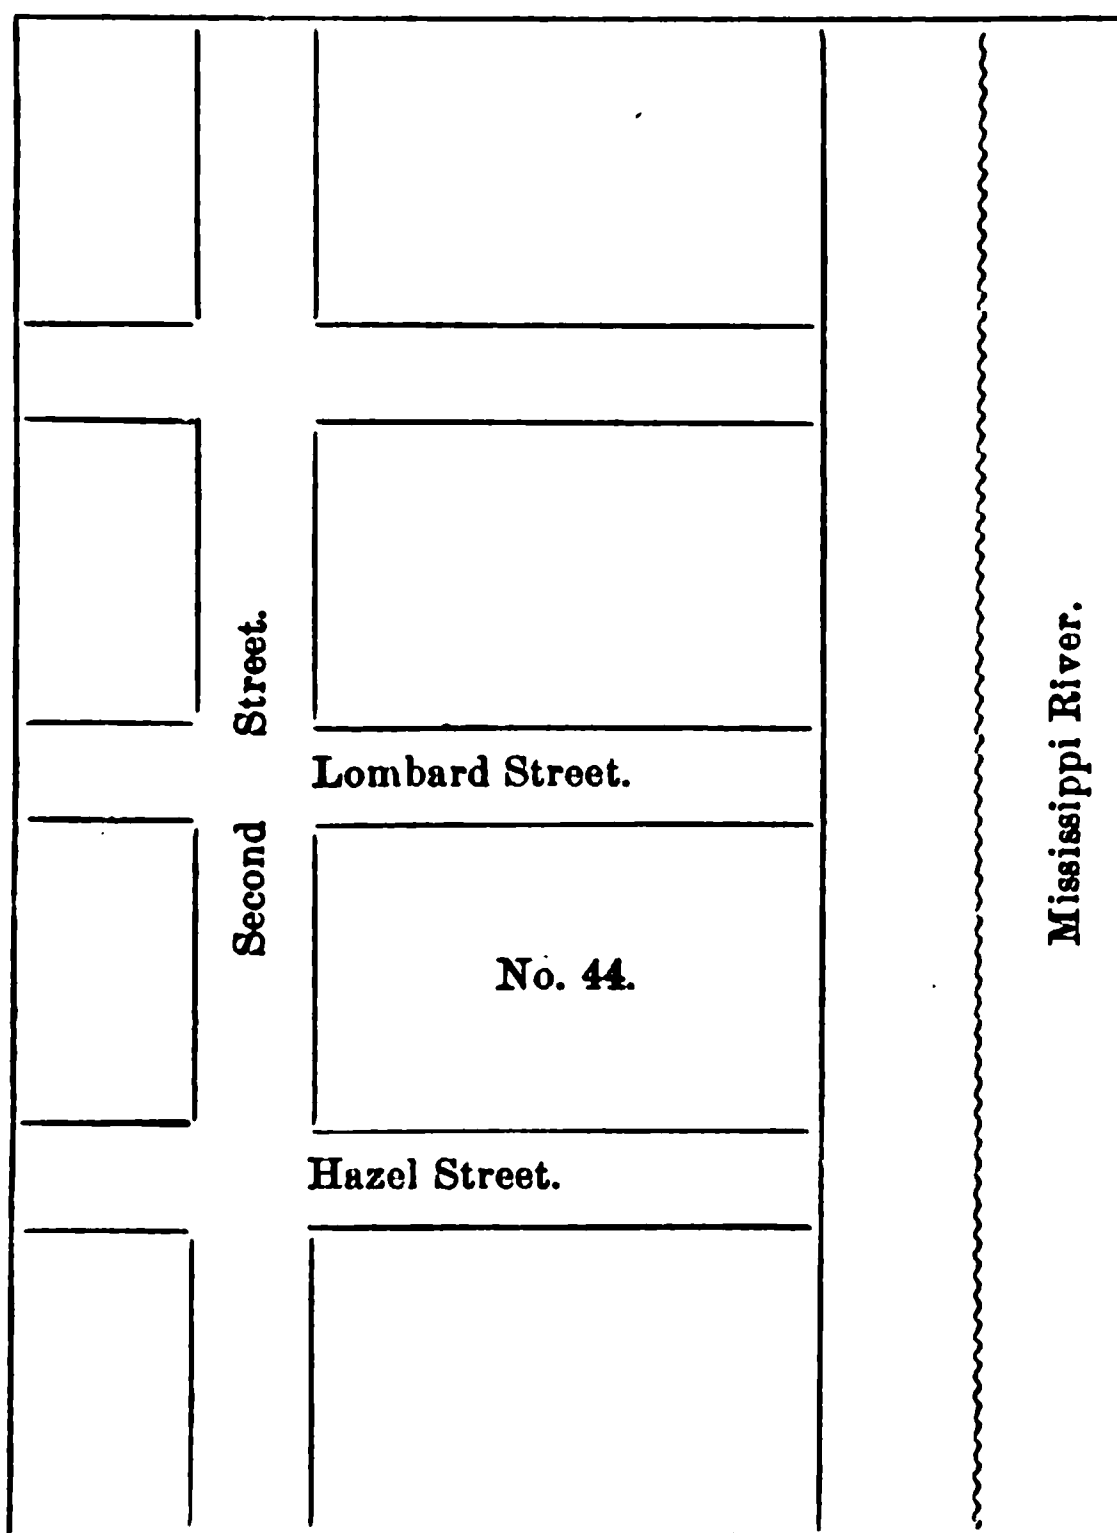 Second Street.
Lombard Street.
No. 44.
Hazel Street.
Mississippi River.